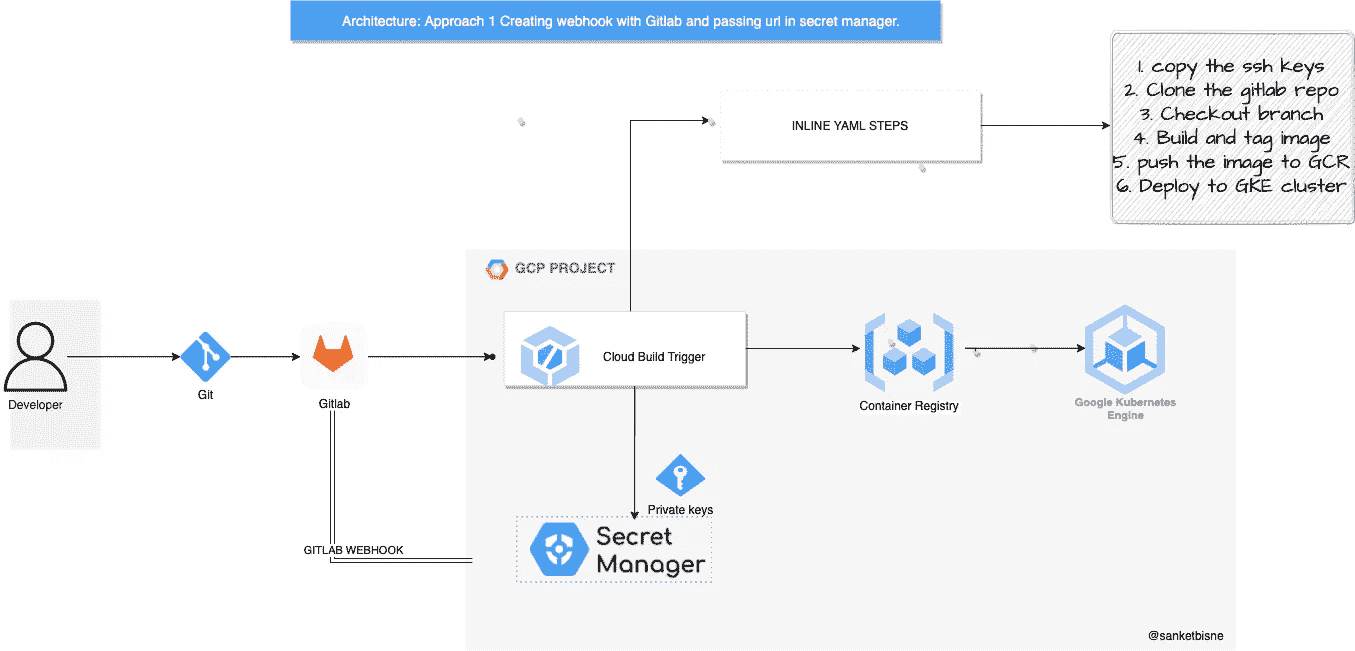 Architecture: Approach 1 Creating webhook with Gitlab and passing url in secret manager.
1. copy the ssh keys
2. Clone the gitlab repo
3. Checkout branch
4. Build and tag image
5. push the image to GCR
6. Deploy to GKE cluster
INLINE YAML STEPS
GCP PROJECT
Cloud Build Trigger
Developer
Git
Gitlab
Container Registry
Google Kubernetes
Engine
Private keys
Secret
Manager
GITLAB WEBHOOK
@sanketbisne